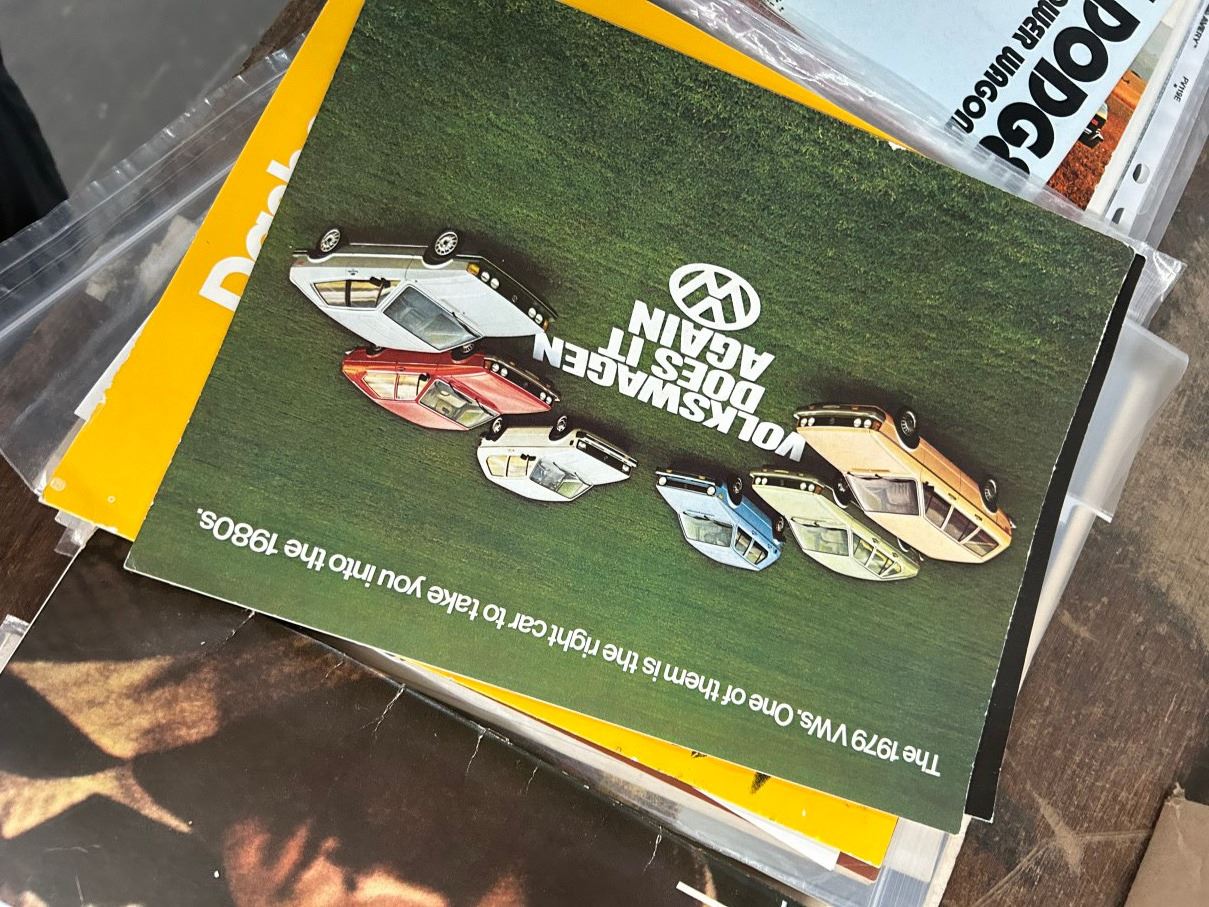 The 1979 VWs. One of them is the right car to take you into the 1980s.
VOLKSWAGEN
DOES IT
AGAIN
DODGE
POWER WAGON
PV119E